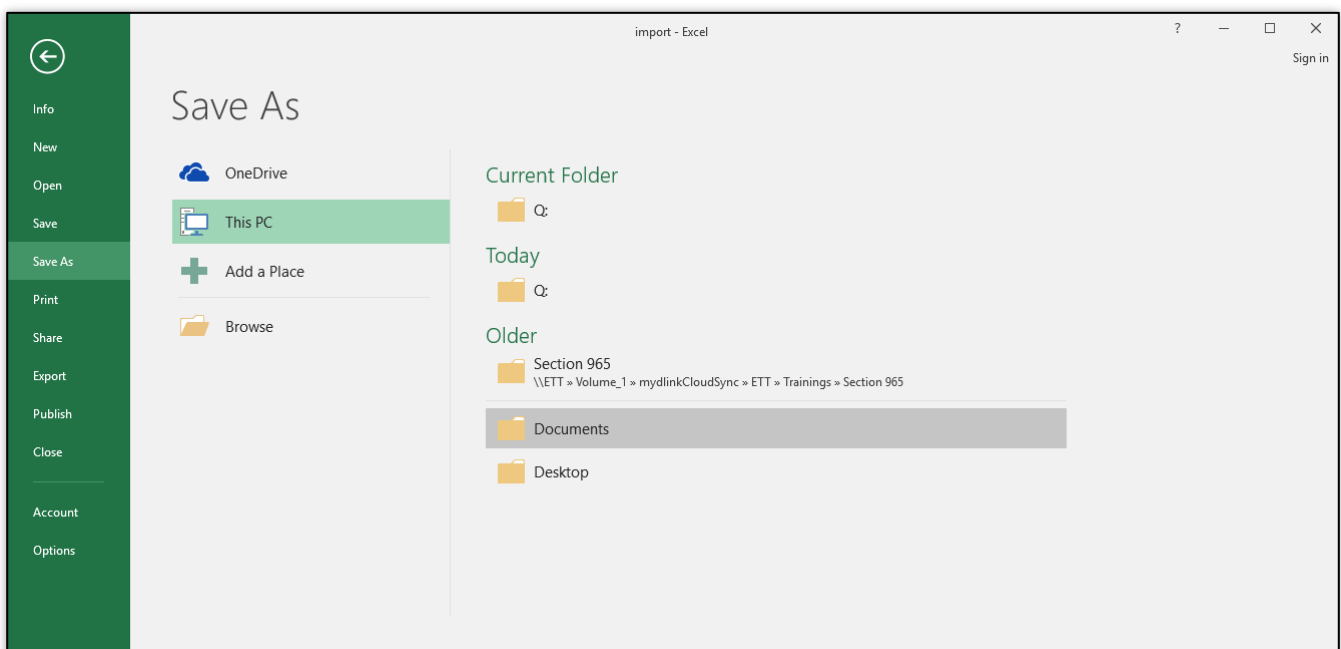 import - Excel
?
Sign in
Info
New
Open
Save
Save As
Print
Share
Export
Publish
Close
Account
Options
Save As
OneDrive
This PC
Add a Place
Browse
Current Folder
Q:
Today
Q:
Older
Section 965
\\ETT » Volume_1 » mydlinkCloudSync » ETT » Trainings » Section 965
Documents
Desktop